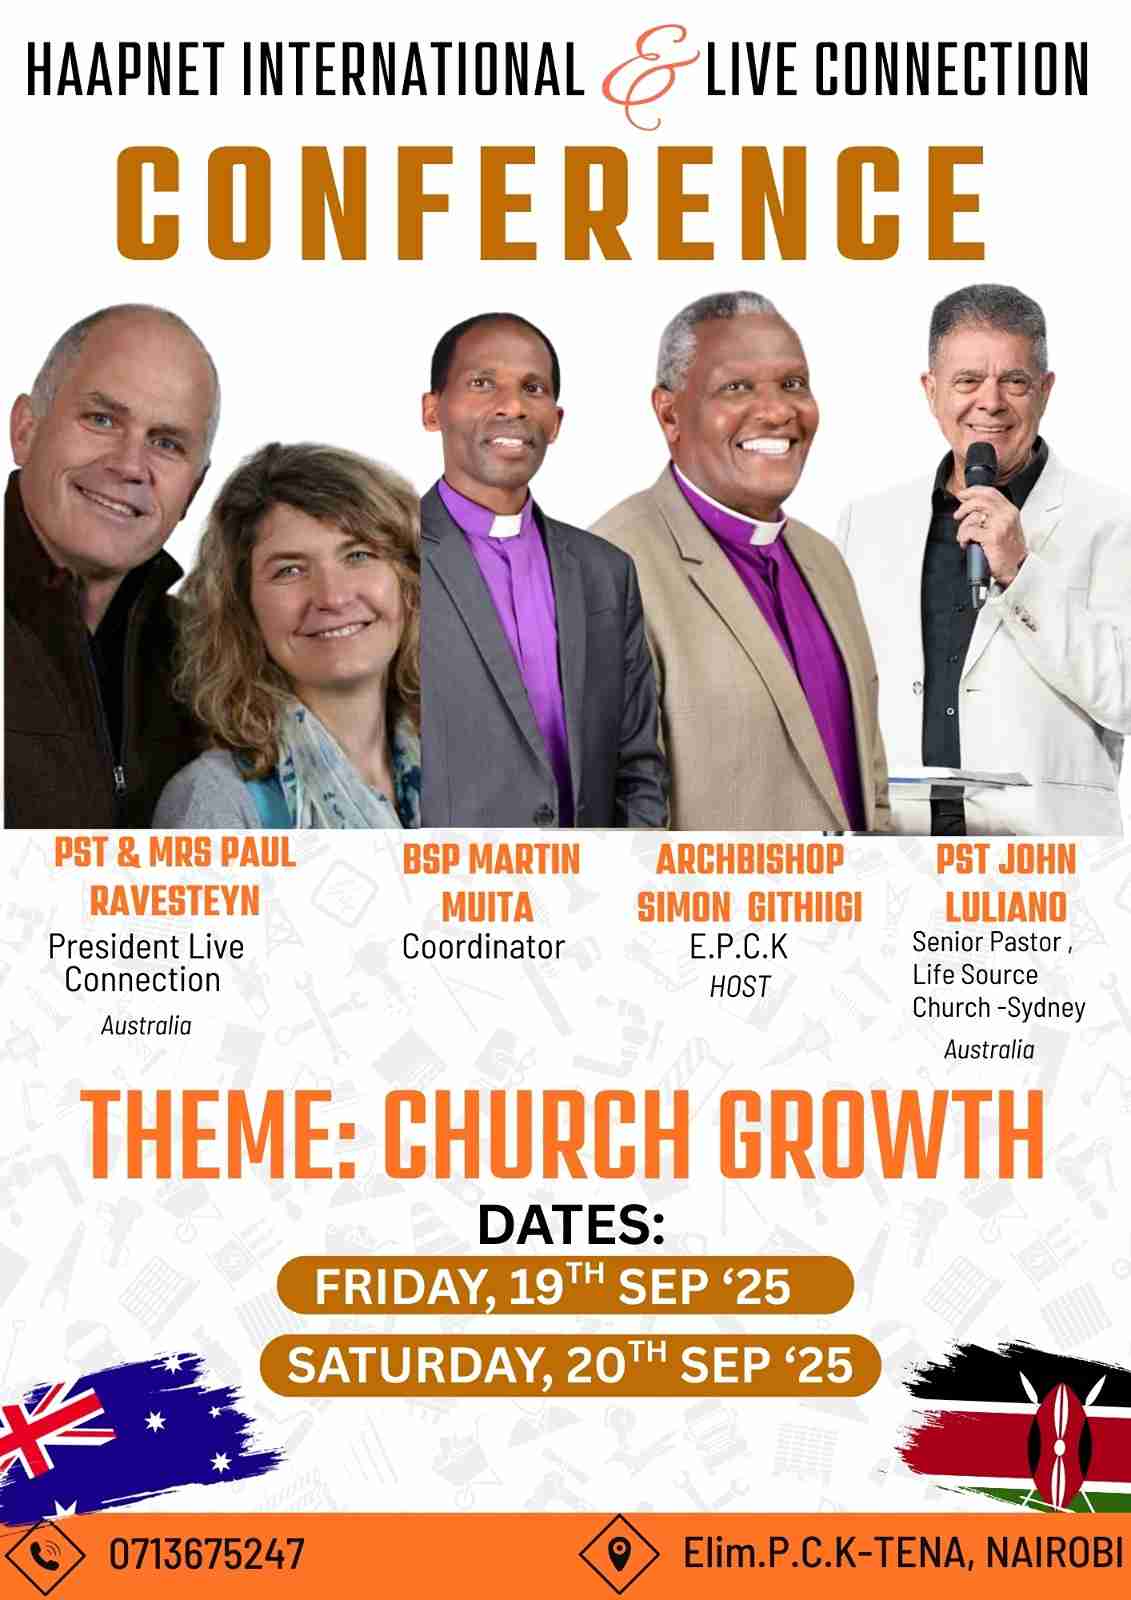 HAAPNET INTERNATIONAL & LIVE CONNECTION
CONFERENCE
PST & MRS PAUL
RAVESTEYN
President Live
Connection
Australia
BSP MARTIN
MUITA
Coordinator
ARCHBISHOP
SIMON GITHIIGI
E.P.C.K
HOST
PST JOHN
LULIANO
Senior Pastor ,
Life Source
Church -Sydney
Australia
THEME: CHURCH GROWTH
DATES:
FRIDAY, 19TH SEP ‘25
SATURDAY, 20TH SEP ‘25
0713675247
Elim.P.C.K-TENA, NAIROBI